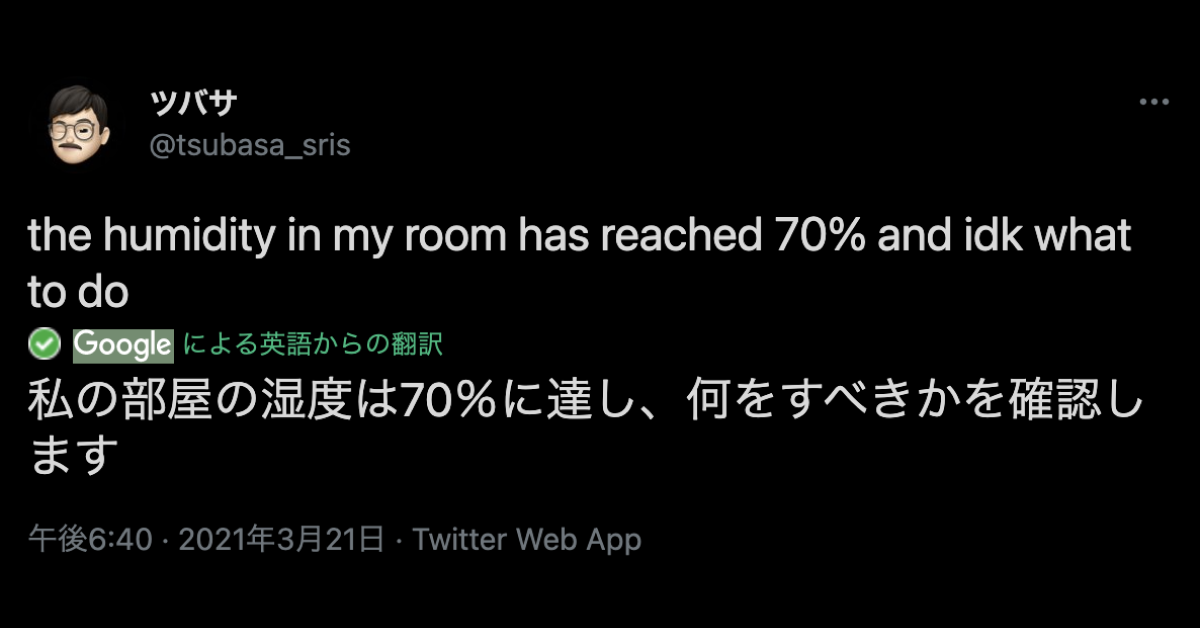 ツバサ
@tsubasa_sris
the humidity in my room has reached 70% and idk what
to do
Google による英語からの翻訳
私の部屋の湿度は70%に達し、何をすべきかを確認し
ます
午後6:40 · 2021年3月21日 · Twitter Web App